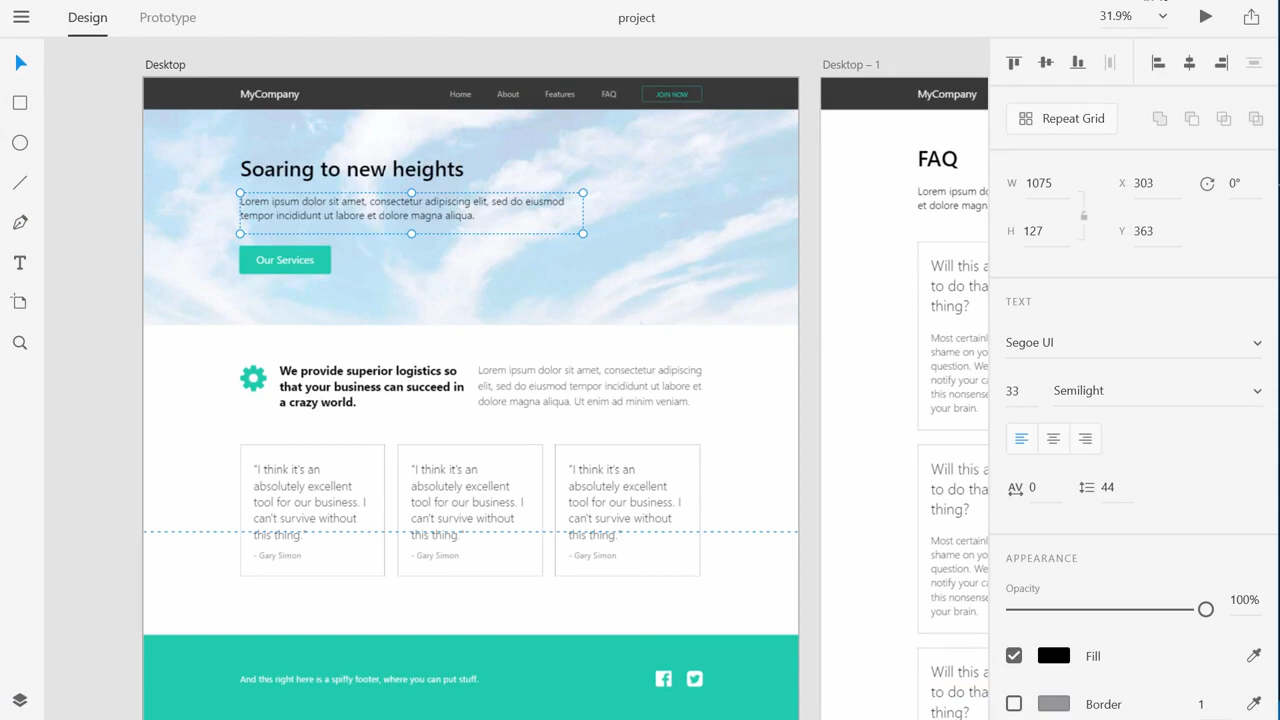 Design
Prototype
project
31.9%
Desktop
Desktop – 1
MyCompany
Home
About
Features
FAQ
JOIN NOW
Soaring to new heights
Lorem ipsum dolor sit amet, consectetur adipiscing elit, sed do eiusmod
tempor incididunt ut labore et dolore magna aliqua.
Our Services
We provide superior logistics so
that your business can succeed in
a crazy world.
Lorem ipsum dolor sit amet, consectetur adipiscing
elit, sed do eiusmod tempor incididunt ut labore et
dolore magna aliqua. Ut enim ad minim veniam.
"I think it's an
absolutely excellent
tool for our business. I
can't survive without
this thing."
- Gary Simon
"I think it's an
absolutely excellent
tool for our business. I
can't survive without
this thing."
- Gary Simon
"I think it's an
absolutely excellent
tool for our business. I
can't survive without
this thing."
- Gary Simon
And this right here is a spiffy footer, where you can put stuff.
MyCompany
FAQ
Lorem ipsum d
et dolore magn
Will this a
to do tha
thing?
Most certainl
shame on yo
question. We
notify your ca
this nonsens
your brain.
Will this a
to do tha
thing?
Most certainl
shame on yo
question. We
notify your ca
this nonsens
your brain.
Will this a
to do tha
thing?
Repeat Grid
W 1075
X 303
0°
H 127
Y 363
TEXT
Segoe UI
33
Semilight
AV 0
44
APPEARANCE
Opacity
100%
Fill
Border
1